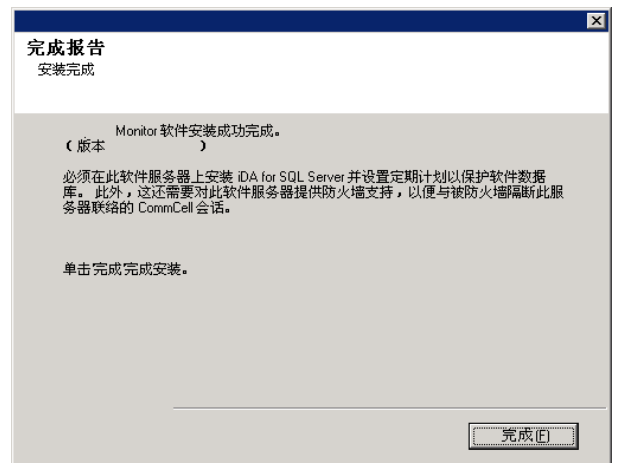 完成报告
安装完成
Monitor 软件安装成功完成。
( 版本 )
必须在此软件服务器上安装 iDA for SQL Server 并设置定期计划以保护软件数据
库。 此外，这还需要对此软件服务器提供防火墙支持，以便与被防火墙隔断此服
务器联络的 CommCell 会话。
单击'完成'完成安装。
完成(F)